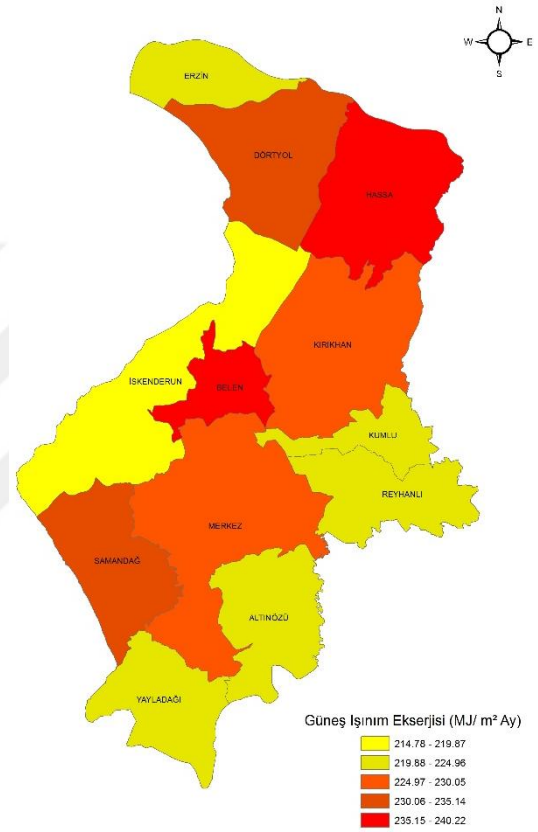 N
W E
S
ERZİN
DÖRTYOL
HASSA
KIRIKHAN
İSKENDERUN
BELEN
KUMLU
REYHANLI
MERKEZ
SAMANDAĞ
ALTINÖZÜ
YAYLADAĞI
Güneş Işınım Ekserjisi (MJ/ m² Ay)
214.78 - 219.87
219.88 - 224.96
224.97 - 230.05
230.06 - 235.14
235.15 - 240.22